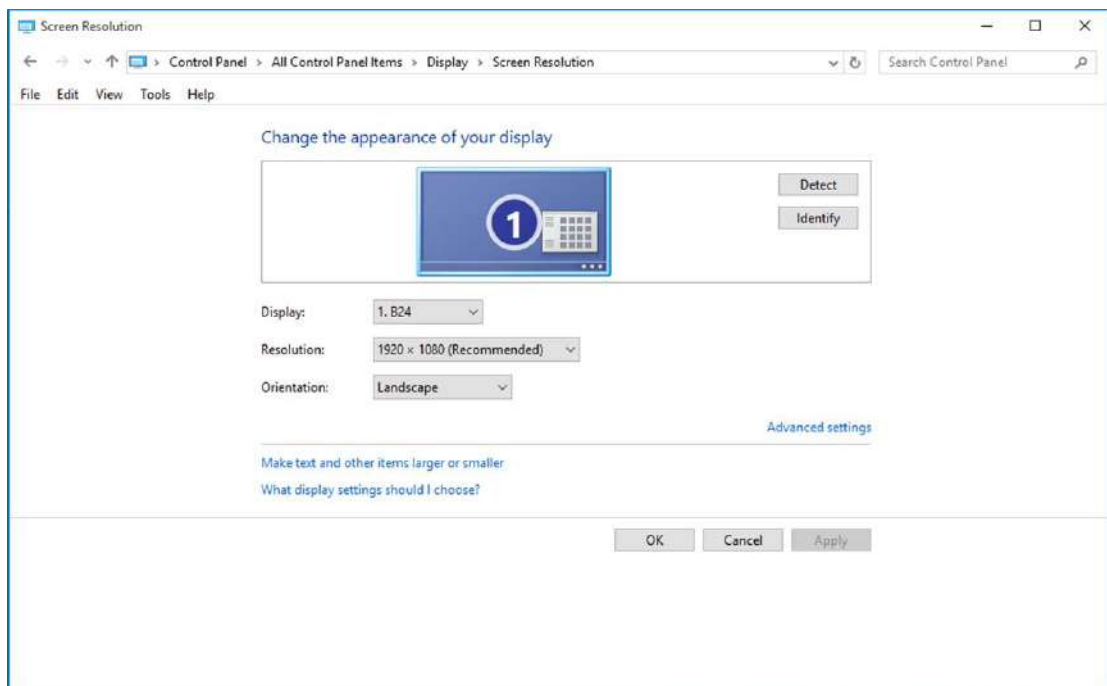 Screen Resolution
Control Panel > All Control Panel Items > Display > Screen Resolution
Search Control Panel
File Edit View Tools Help
Change the appearance of your display
1
Detect
Identify
Display: 1. B24
Resolution: 1920 × 1080 (Recommended)
Orientation: Landscape
Advanced settings
Make text and other items larger or smaller
What display settings should I choose?
OK Cancel Apply